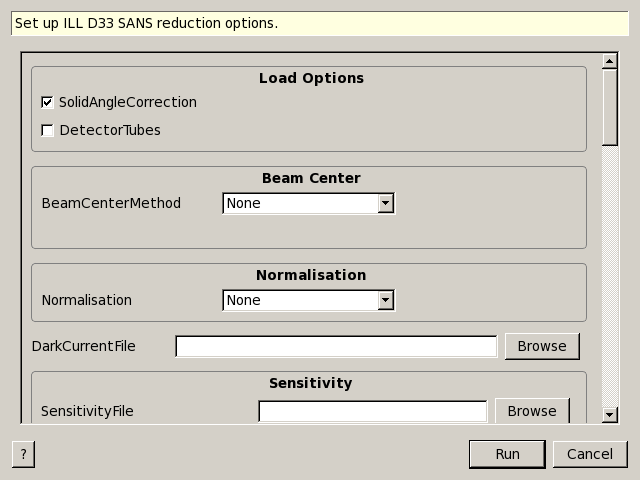 Set up ILL D33 SANS reduction options.
Load Options
SolidAngleCorrection
DetectorTubes
Beam Center
BeamCenterMethod None
Normalisation
Normalisation None
DarkCurrentFile Browse
Sensitivity
SensitivityFile Browse
? Run Cancel